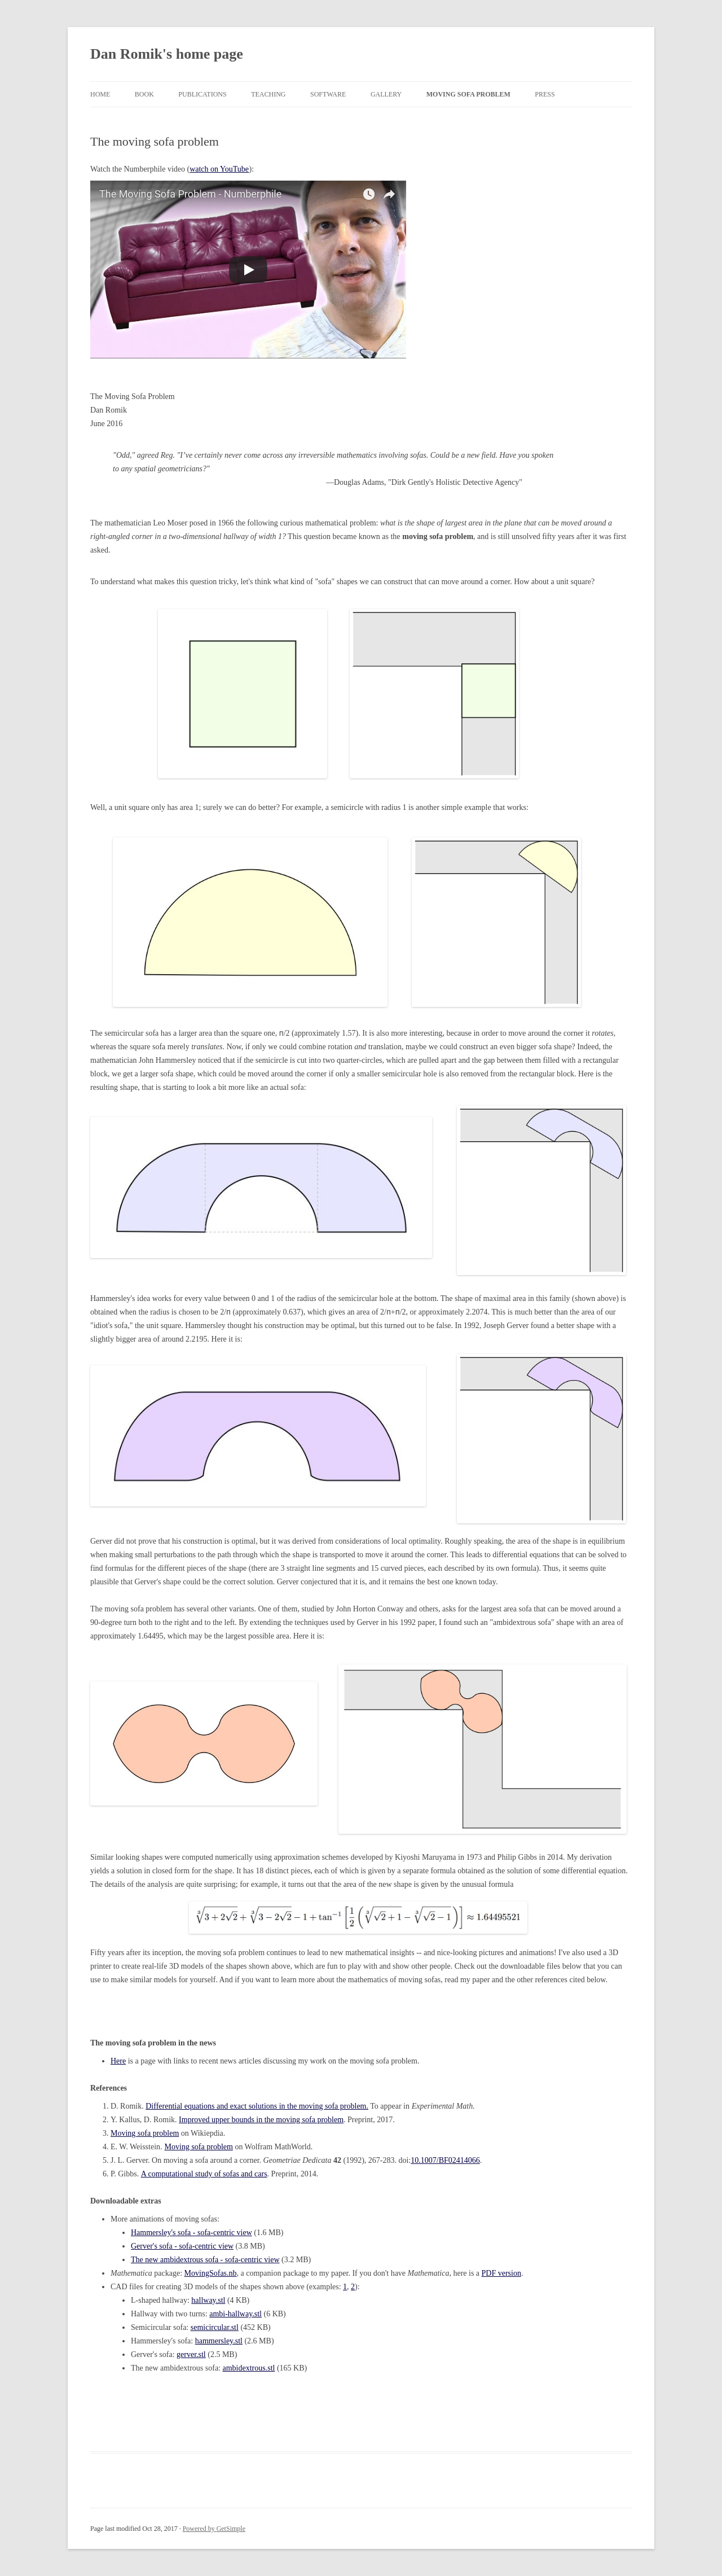 Dan Romik's home page
HOME BOOK PUBLICATIONS TEACHING SOFTWARE GALLERY MOVING SOFA PROBLEM PRESS
The moving sofa problem
Watch the Numberphile video (watch on YouTube):
The Moving Sofa Problem - Numberphile
The Moving Sofa Problem
Dan Romik
June 2016
"Odd," agreed Reg. "I've certainly never come across any irreversible mathematics involving sofas. Could be a new field. Have you spoken
to any spatial geometricians?"
—Douglas Adams, "Dirk Gently's Holistic Detective Agency"
The mathematician Leo Moser posed in 1966 the following curious mathematical problem: what is the shape of largest area in the plane that can be moved around a
right-angled corner in a two-dimensional hallway of width 1? This question became known as the moving sofa problem, and is still unsolved fifty years after it was first
asked.
To understand what makes this question tricky, let's think what kind of "sofa" shapes we can construct that can move around a corner. How about a unit square?
Well, a unit square only has area 1; surely we can do better? For example, a semicircle with radius 1 is another simple example that works:
The semicircular sofa has a larger area than the square one, π/2 (approximately 1.57). It is also more interesting, because in order to move around the corner it rotates,
whereas the square sofa merely translates. Now, if only we could combine rotation and translation, maybe we could construct an even bigger sofa shape? Indeed, the
mathematician John Hammersley noticed that if the semicircle is cut into two quarter-circles, which are pulled apart and the gap between them filled with a rectangular
block, we get a larger sofa shape, which could be moved around the corner if only a smaller semicircular hole is also removed from the rectangular block. Here is the
resulting shape, that is starting to look a bit more like an actual sofa:
Hammersley's idea works for every value between 0 and 1 of the radius of the semicircular hole at the bottom. The shape of maximal area in this family (shown above) is
obtained when the radius is chosen to be 2/π (approximately 0.637), which gives an area of 2/π+π/2, or approximately 2.2074. This is much better than the area of our
"idiot's sofa," the unit square. Hammersley thought his construction may be optimal, but this turned out to be false. In 1992, Joseph Gerver found a better shape with a
slightly bigger area of around 2.2195. Here it is:
Gerver did not prove that his construction is optimal, but it was derived from considerations of local optimality. Roughly speaking, the area of the shape is in equilibrium
when making small perturbations to the path through which the shape is transported to move it around the corner. This leads to differential equations that can be solved to
find formulas for the different pieces of the shape (there are 3 straight line segments and 15 curved pieces, each described by its own formula). Thus, it seems quite
plausible that Gerver's shape could be the correct solution. Gerver conjectured that it is, and it remains the best one known today.
The moving sofa problem has several other variants. One of them, studied by John Horton Conway and others, asks for the largest area sofa that can be moved around a
90-degree turn both to the right and to the left. By extending the techniques used by Gerver in his 1992 paper, I found such an "ambidextrous sofa" shape with an area of
approximately 1.64495, which may be the largest possible area. Here it is:
Similar looking shapes were computed numerically using approximation schemes developed by Kiyoshi Maruyama in 1973 and Philip Gibbs in 2014. My derivation
yields a solution in closed form for the shape. It has 18 distinct pieces, each of which is given by a separate formula obtained as the solution of some differential equation.
The details of the analysis are quite surprising; for example, it turns out that the area of the new shape is given by the unusual formula
∛(3 + 2√2) + ∛(3 − 2√2) − 1 + tan⁻¹ [ 1/2 ( ∛(√2 + 1) − ∛(√2 − 1) ) ] ≈ 1.64495521
Fifty years after its inception, the moving sofa problem continues to lead to new mathematical insights -- and nice-looking pictures and animations! I've also used a 3D
printer to create real-life 3D models of the shapes shown above, which are fun to play with and show other people. Check out the downloadable files below that you can
use to make similar models for yourself. And if you want to learn more about the mathematics of moving sofas, read my paper and the other references cited below.
The moving sofa problem in the news
• Here is a page with links to recent news articles discussing my work on the moving sofa problem.
References
1. D. Romik. Differential equations and exact solutions in the moving sofa problem. To appear in Experimental Math.
2. Y. Kallus, D. Romik. Improved upper bounds in the moving sofa problem. Preprint, 2017.
3. Moving sofa problem on Wikiepdia.
4. E. W. Weisstein. Moving sofa problem on Wolfram MathWorld.
5. J. L. Gerver. On moving a sofa around a corner. Geometriae Dedicata 42 (1992), 267-283. doi:10.1007/BF02414066.
6. P. Gibbs. A computational study of sofas and cars. Preprint, 2014.
Downloadable extras
• More animations of moving sofas:
• Hammersley's sofa - sofa-centric view (1.6 MB)
• Gerver's sofa - sofa-centric view (3.8 MB)
• The new ambidextrous sofa - sofa-centric view (3.2 MB)
• Mathematica package: MovingSofas.nb, a companion package to my paper. If you don't have Mathematica, here is a PDF version.
• CAD files for creating 3D models of the shapes shown above (examples: 1, 2):
• L-shaped hallway: hallway.stl (4 KB)
• Hallway with two turns: ambi-hallway.stl (6 KB)
• Semicircular sofa: semicircular.stl (452 KB)
• Hammersley's sofa: hammersley.stl (2.6 MB)
• Gerver's sofa: gerver.stl (2.5 MB)
• The new ambidextrous sofa: ambidextrous.stl (165 KB)
Page last modified Oct 28, 2017 · Powered by GetSimple